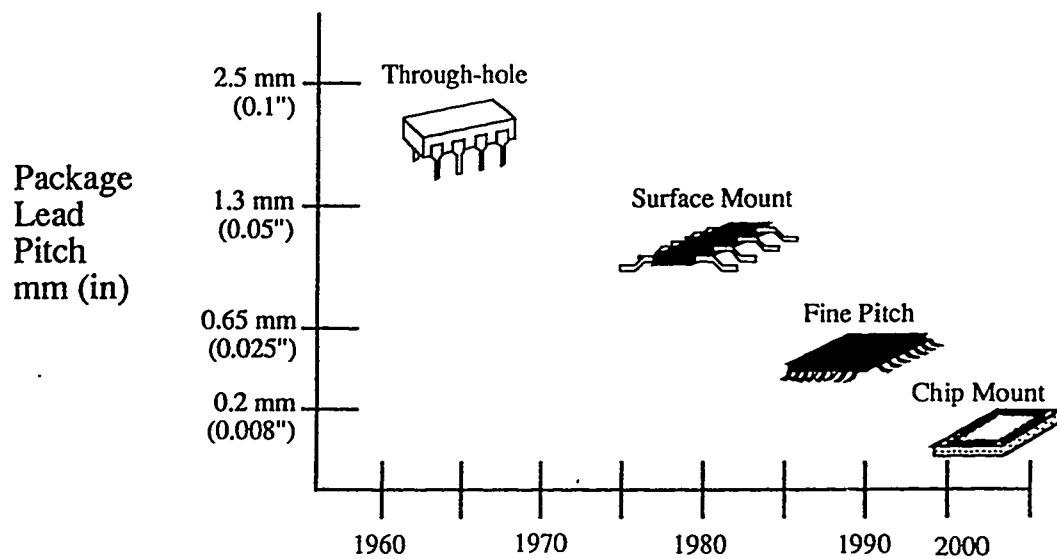 2.5 mm
(0.1")
Through-hole
Package
Lead
Pitch
mm (in)
1.3 mm
(0.05")
Surface Mount
0.65 mm
(0.025")
Fine Pitch
0.2 mm
(0.008")
Chip Mount
1960 1970 1980 1990 2000